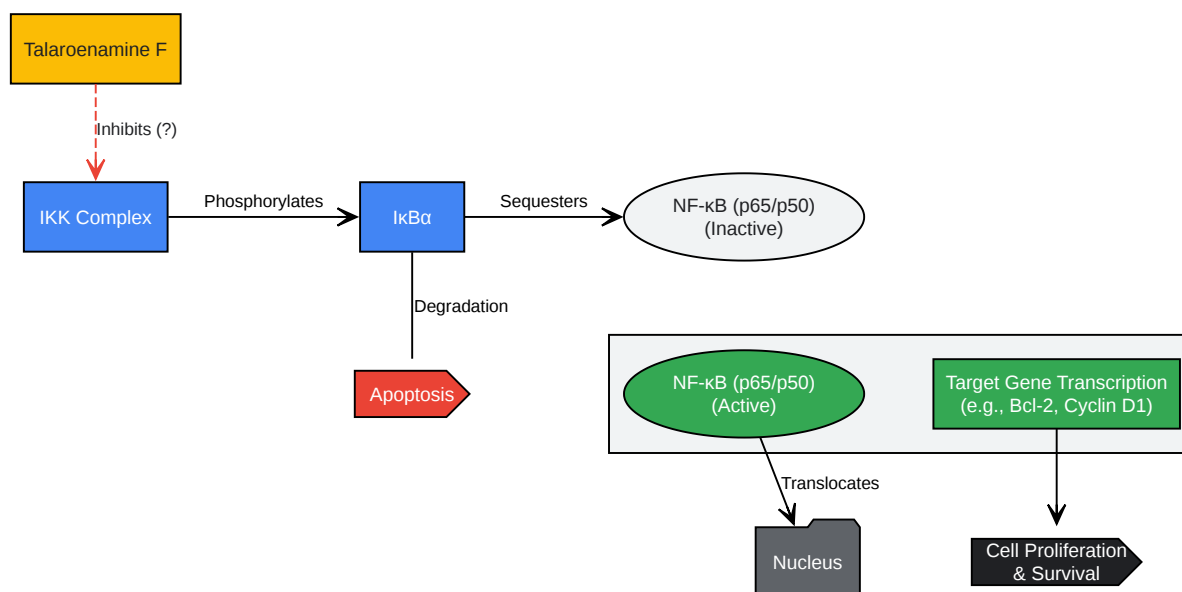 Talaroenamine F
Inhibits (?)
IKK Complex
Phosphorylates
IκBα
Sequesters
NF-κB (p65/p50)
(Inactive)
Degradation
Apoptosis
NF-κB (p65/p50)
(Active)
Target Gene Transcription
(e.g., Bcl-2, Cyclin D1)
Translocates
Nucleus
Cell Proliferation
& Survival